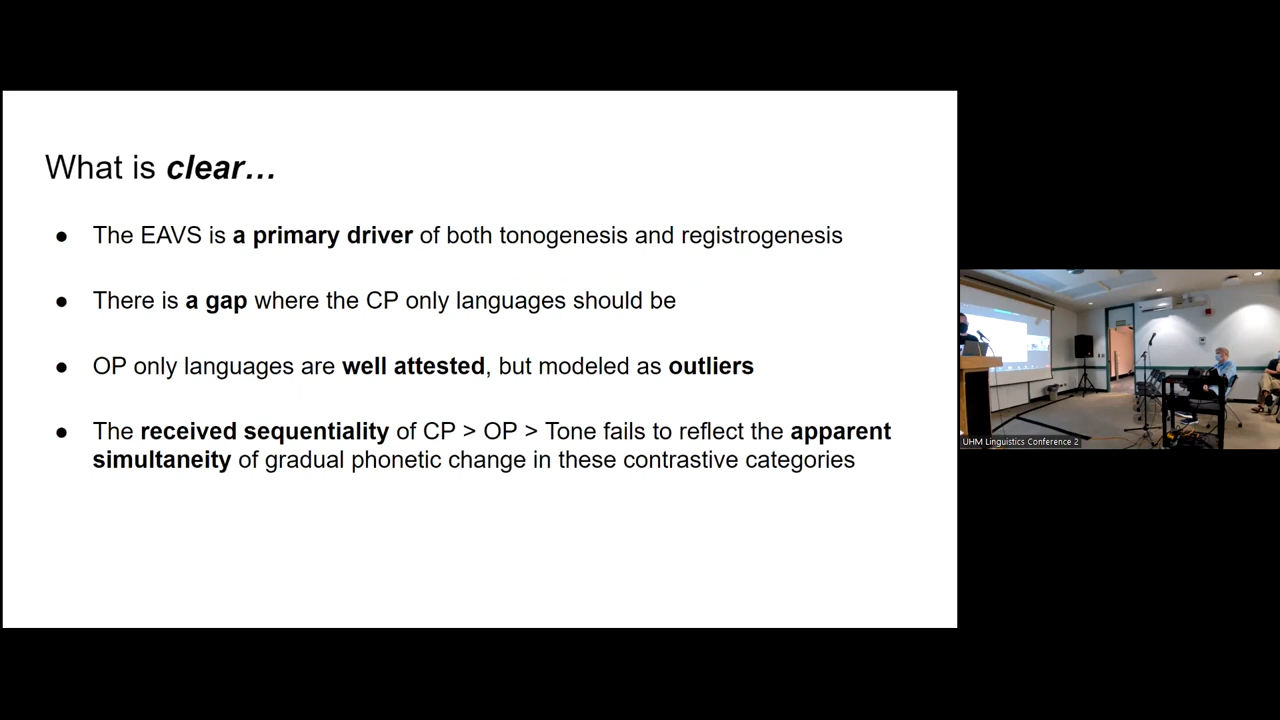 What is clear…
● The EAVS is a primary driver of both tonogenesis and registrogenesis
● There is a gap where the CP only languages should be
● OP only languages are well attested, but modeled as outliers
● The received sequentiality of CP > OP > Tone fails to reflect the apparent
simultaneity of gradual phonetic change in these contrastive categories
UHM Linguistics Conference 2